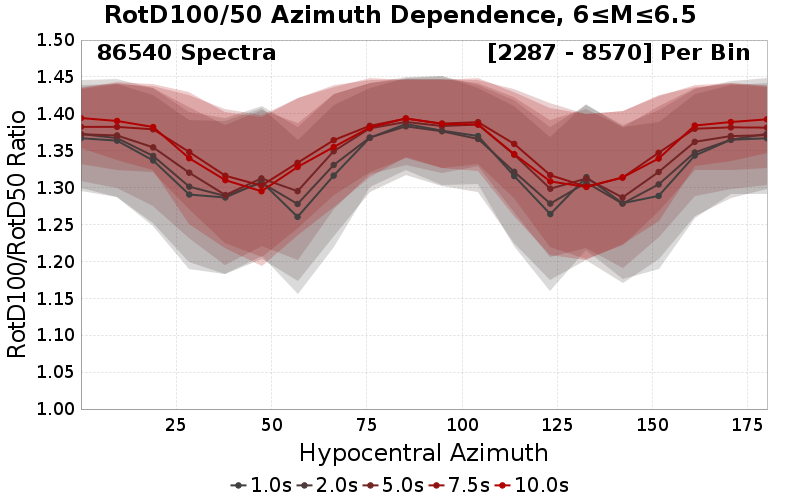 RotD100/50 Azimuth Dependence, 6≤M≤6.5
86540 Spectra
[2287 - 8570] Per Bin
RotD100/RotD50 Ratio
1.50
1.45
1.40
1.35
1.30
1.25
1.20
1.15
1.10
1.05
1.00
25 50 75 100 125 150 175
Hypocentral Azimuth
1.0s 2.0s 5.0s 7.5s 10.0s